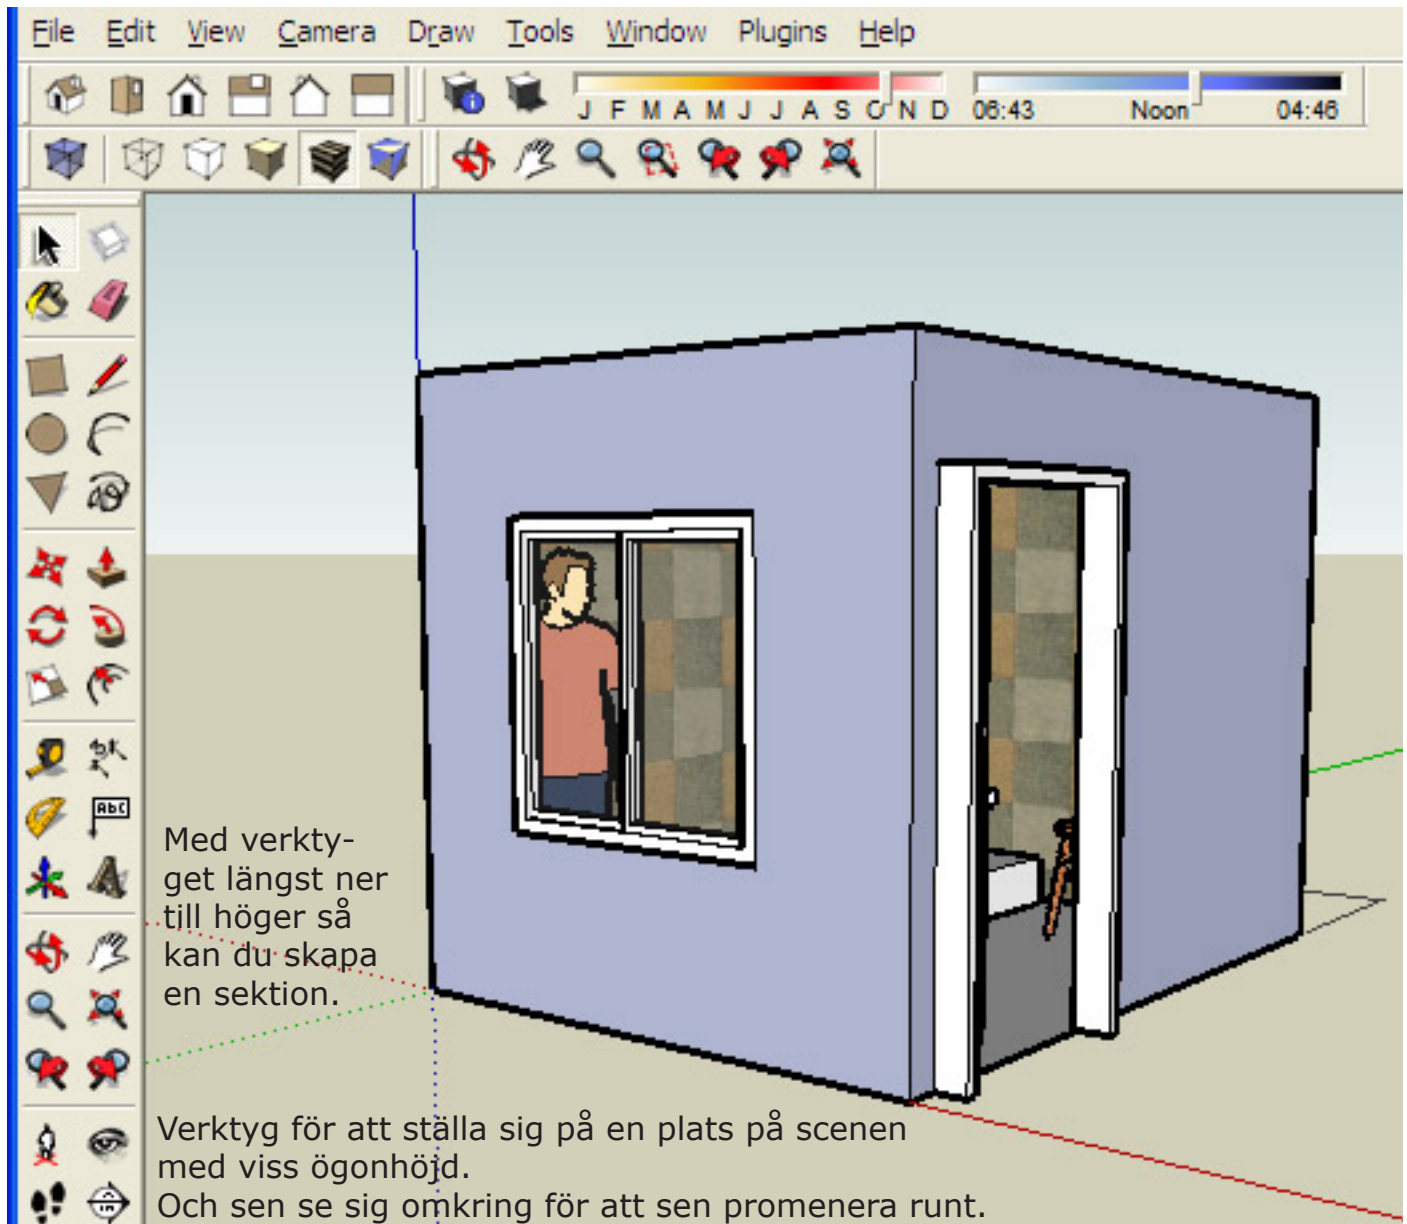 File Edit View Camera Draw Tools Window Plugins Help
J F M A M J J A S O N D 06:43 Noon 04:46
Abc
Med verkty-
get längst ner
till höger så
kan du skapa
en sektion.
Verktyg för att ställa sig på en plats på scenen
med viss ögonhöjd.
Och sen se sig omkring för att sen promenera runt.